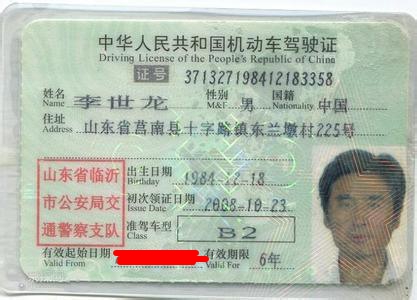 中华人民共和国机动车驾驶证
Driving License of the People's Republic of China
证号 371327198412183358
姓名 Name 李世龙 性别 M&F 男 国籍 Nationality 中国
住址 Address 山东省莒南县十字路镇东兰墩村225号
山东省临沂
市公安局交
通警察支队
出生日期 Birthday 1984-12-18
初次领证日期 2008-10-23
准驾车型 Class B2
有效起始日期 Valid From 有效期限 Valid For 6年